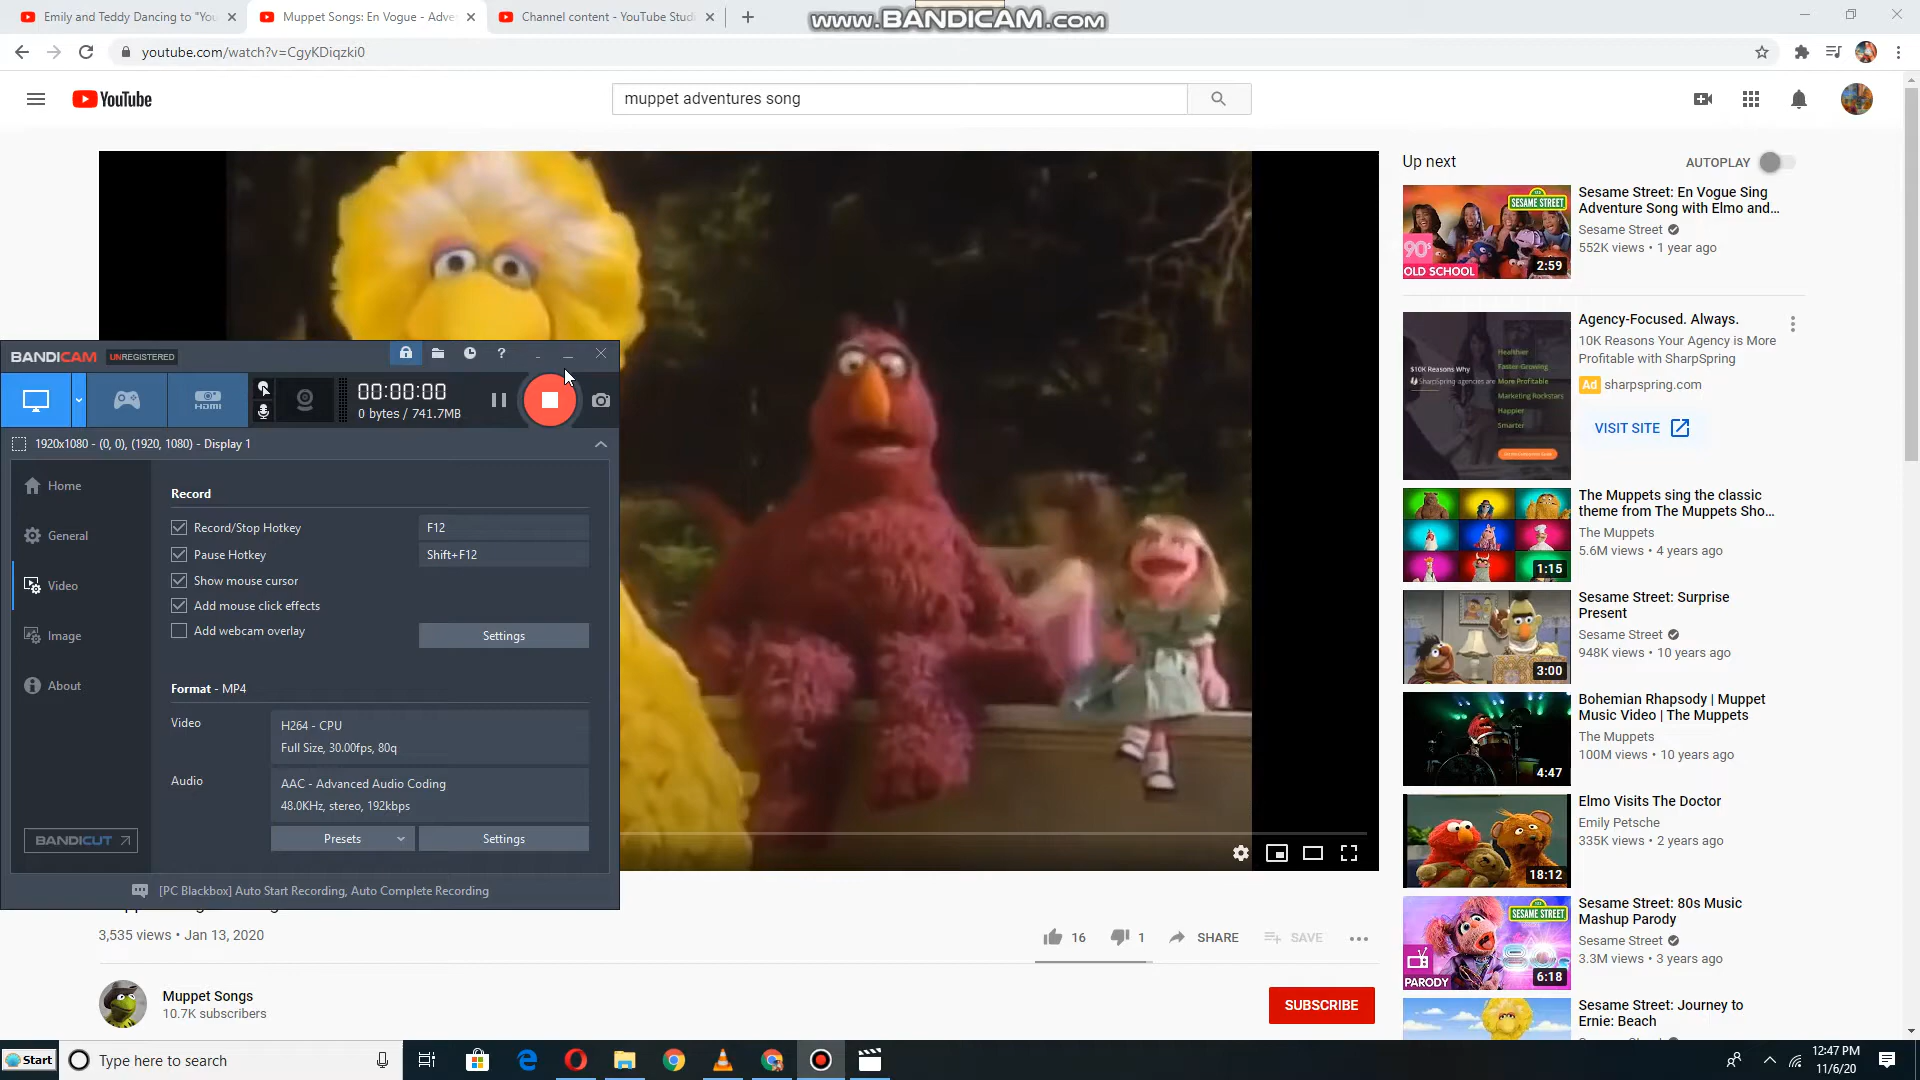 Emily and Teddy Dancing to "You
Muppet Songs: En Vogue - Adve
Channel content - YouTube Studi
www.BANDICAM.com
youtube.com/watch?v=CgyKDiqzki0
YouTube
muppet adventures song
Up next
AUTOPLAY
SESAME STREET
90's
OLD SCHOOL
2:59
Sesame Street: En Vogue Sing
Adventure Song with Elmo and...
Sesame Street
552K views • 1 year ago
$10K Reasons Why
SharpSpring agencies are
Healthier
Faster-Growing
More Profitable
Marketing Rockstars
Happier
Smarter
Agency-Focused. Always.
10K Reasons Your Agency is More
Profitable with SharpSpring
Ad sharpspring.com
VISIT SITE
1:15
The Muppets sing the classic
theme from The Muppets Sho...
The Muppets
5.6M views • 4 years ago
3:00
Sesame Street: Surprise
Present
Sesame Street
948K views • 10 years ago
4:47
Bohemian Rhapsody | Muppet
Music Video | The Muppets
The Muppets
100M views • 10 years ago
18:12
Elmo Visits The Doctor
Emily Petsche
335K views • 2 years ago
SESAME STREET
PARODY
6:18
Sesame Street: 80s Music
Mashup Parody
Sesame Street
3.3M views • 3 years ago
Sesame Street: Journey to
Ernie: Beach
BANDICAM UNREGISTERED
?
HDMI
00:00:00
0 bytes / 741.7MB
1920x1080 - (0, 0), (1920, 1080) - Display 1
Home
General
Video
Image
About
BANDICUT
Record
Record/Stop Hotkey
F12
Pause Hotkey
Shift+F12
Show mouse cursor
Add mouse click effects
Add webcam overlay
Settings
Format - MP4
Video
H264 - CPU
Full Size, 30.00fps, 80q
Audio
AAC - Advanced Audio Coding
48.0KHz, stereo, 192kbps
Presets
Settings
[PC Blackbox] Auto Start Recording, Auto Complete Recording
3,535 views • Jan 13, 2020
16
1
SHARE
SAVE
Muppet Songs
10.7K subscribers
SUBSCRIBE
Start
Type here to search
12:47 PM
11/6/20